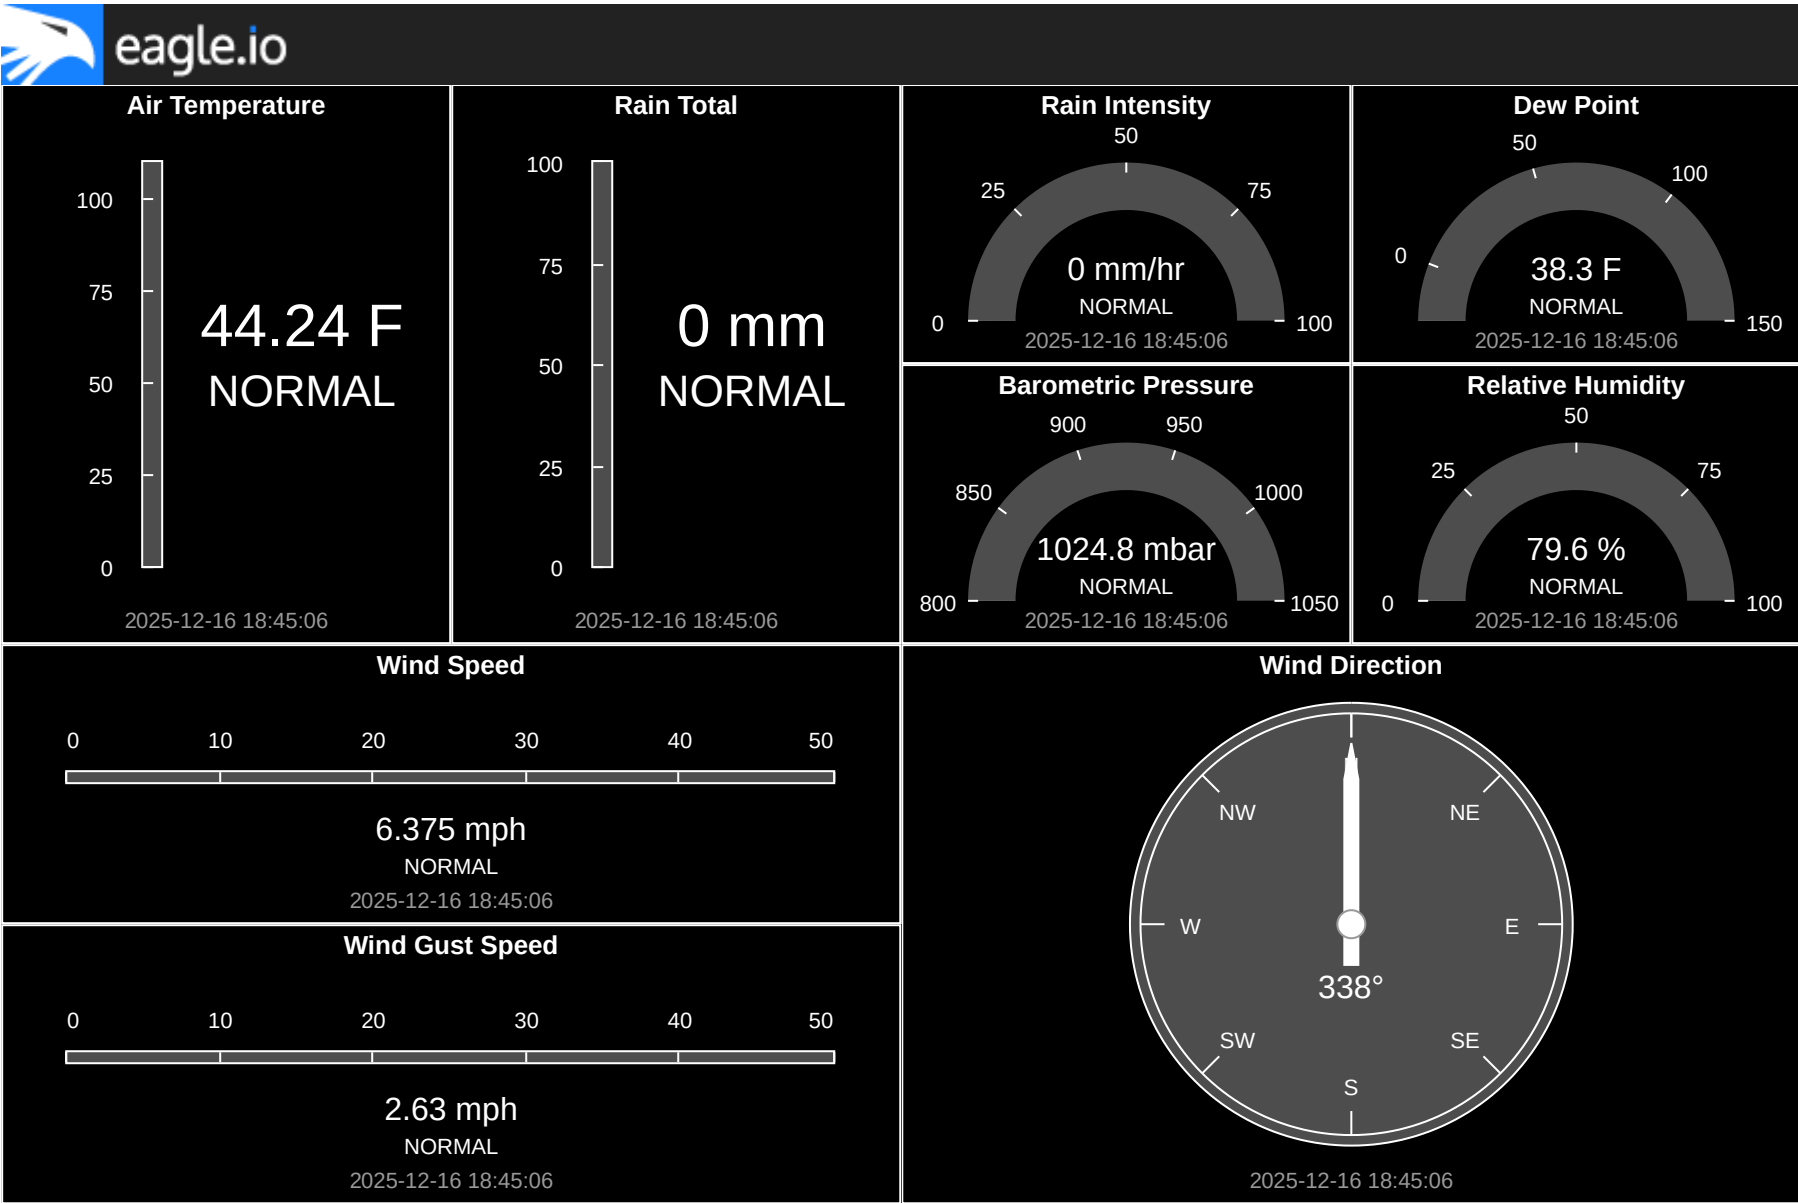 eagle.io
Air Temperature
100
75
50
25
0
44.24 F
NORMAL
2025-12-16 18:45:06
Rain Total
100
75
50
25
0
0 mm
NORMAL
2025-12-16 18:45:06
Rain Intensity
50
25
75
0
100
0 mm/hr
NORMAL
2025-12-16 18:45:06
Dew Point
50
100
0
150
38.3 F
NORMAL
2025-12-16 18:45:06
Barometric Pressure
900
950
850
1000
800
1050
1024.8 mbar
NORMAL
2025-12-16 18:45:06
Relative Humidity
50
25
75
0
100
79.6 %
NORMAL
2025-12-16 18:45:06
Wind Speed
0 10 20 30 40 50
6.375 mph
NORMAL
2025-12-16 18:45:06
Wind Gust Speed
0 10 20 30 40 50
2.63 mph
NORMAL
2025-12-16 18:45:06
Wind Direction
NW NE
W E
338°
SW SE
S
2025-12-16 18:45:06